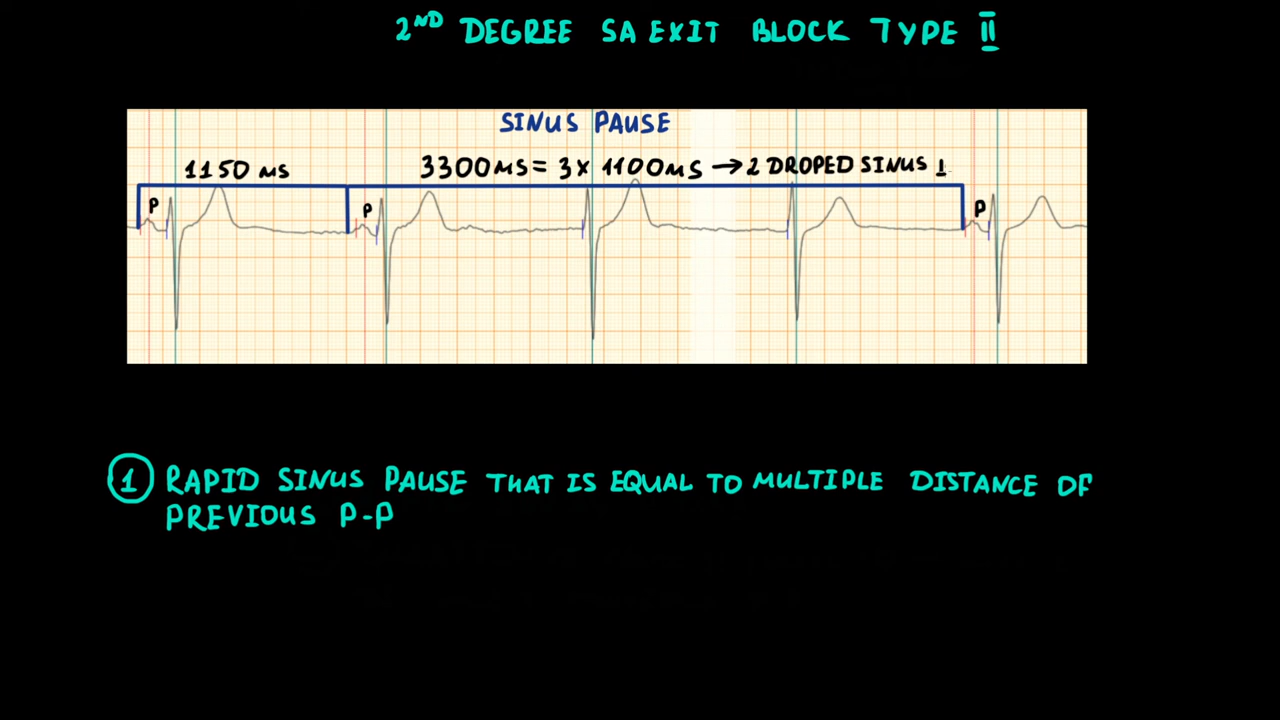 2ND DEGREE SA EXIT BLOCK TYPE II
SINUS PAUSE
1150 MS
3300MS = 3 X 1100MS → 2 DROPED SINUS
P
P
P
1 RAPID SINUS PAUSE THAT IS EQUAL TO MULTIPLE DISTANCE OF
PREVIOUS P-P